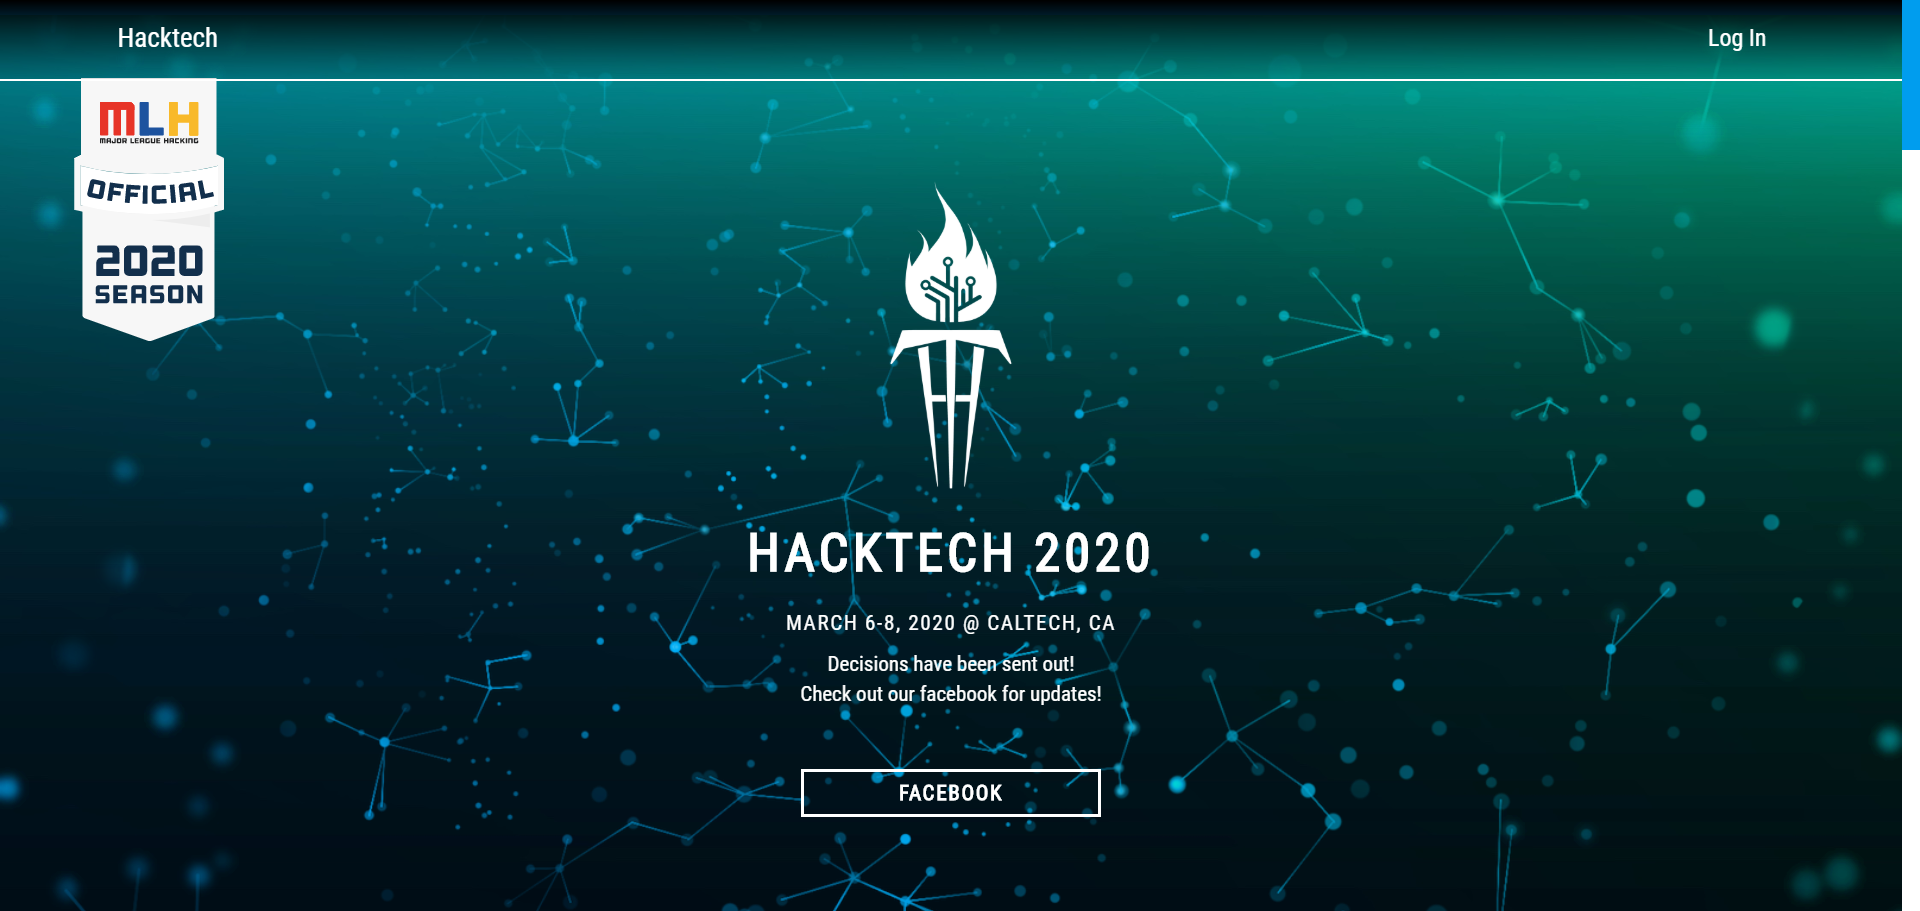 Hacktech
Log In
MLH
MAJOR LEAGUE HACKING
OFFICIAL
2020
SEASON
HACKTECH 2020
MARCH 6-8, 2020 @ CALTECH, CA
Decisions have been sent out!
Check out our facebook for updates!
FACEBOOK